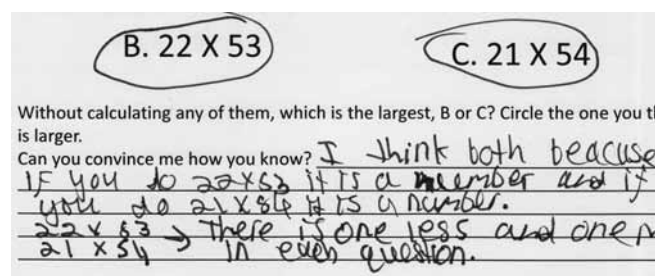 B. 22 X 53 C. 21 X 54
Without calculating any of them, which is the largest, B or C? Circle the one you
is larger.
Can you convince me how you know? I think both beacuse
IF you do 22x53 it is a number and if
you do 21x54 it is a number.
22 x 53 There is one less and one
21 x 54 in each question.